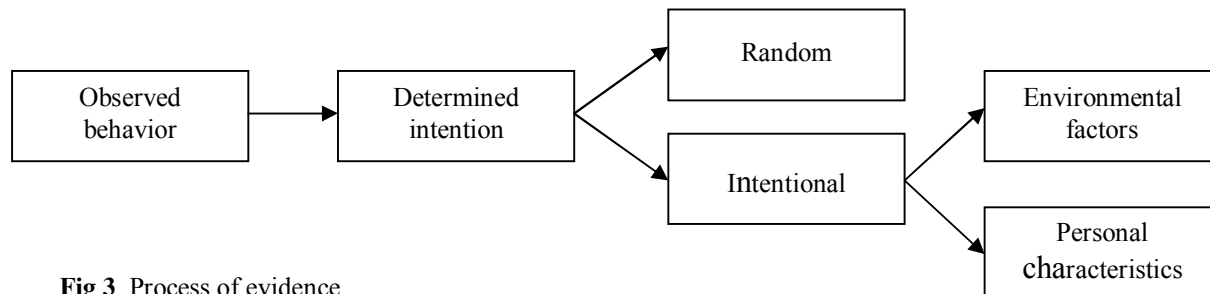 Observed
behavior
Determined
intention
Random
Intentional
Environmental
factors
Personal
characteristics
Fig 3 Process of evidence